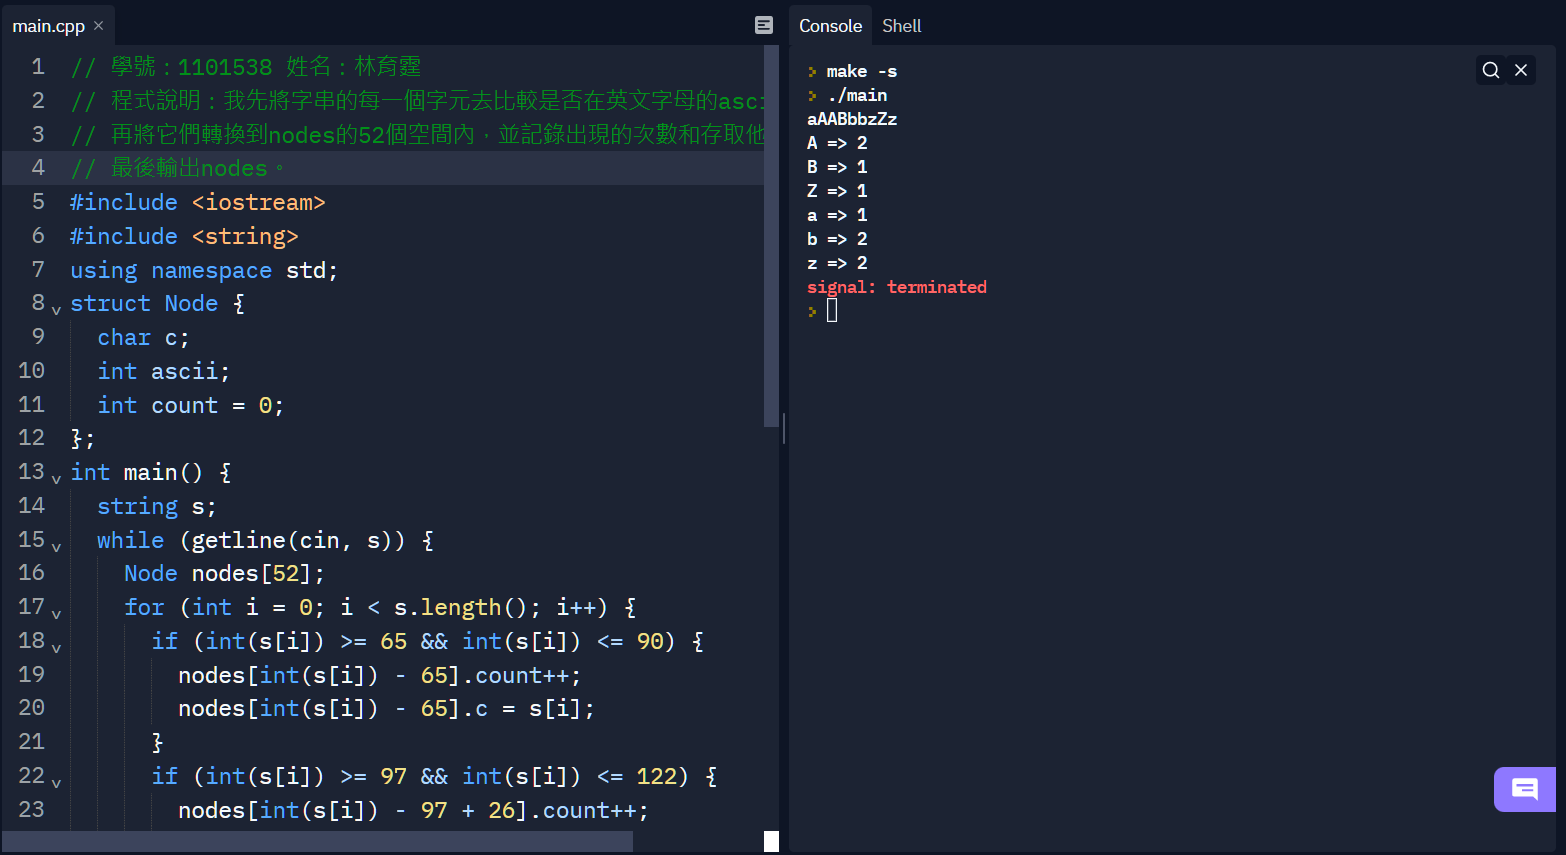 main.cpp ×
1 // 學號：1101538 姓名：林育霆
2 // 程式說明：我先將字串的每一個字元去比較是否在英文字母的asci
3 // 再將它們轉換到nodes的52個空間內，並記錄出現的次數和存取他
4 // 最後輸出nodes。
5 #include <iostream>
6 #include <string>
7 using namespace std;
8 struct Node {
9 char c;
10 int ascii;
11 int count = 0;
12 };
13 int main() {
14 string s;
15 while (getline(cin, s)) {
16 Node nodes[52];
17 for (int i = 0; i < s.length(); i++) {
18 if (int(s[i]) >= 65 && int(s[i]) <= 90) {
19 nodes[int(s[i]) - 65].count++;
20 nodes[int(s[i]) - 65].c = s[i];
21 }
22 if (int(s[i]) >= 97 && int(s[i]) <= 122) {
23 nodes[int(s[i]) - 97 + 26].count++;
Console Shell
> make -s
> ./main
aAABbbzZz
A => 2
B => 1
Z => 1
a => 1
b => 2
z => 2
signal: terminated
>